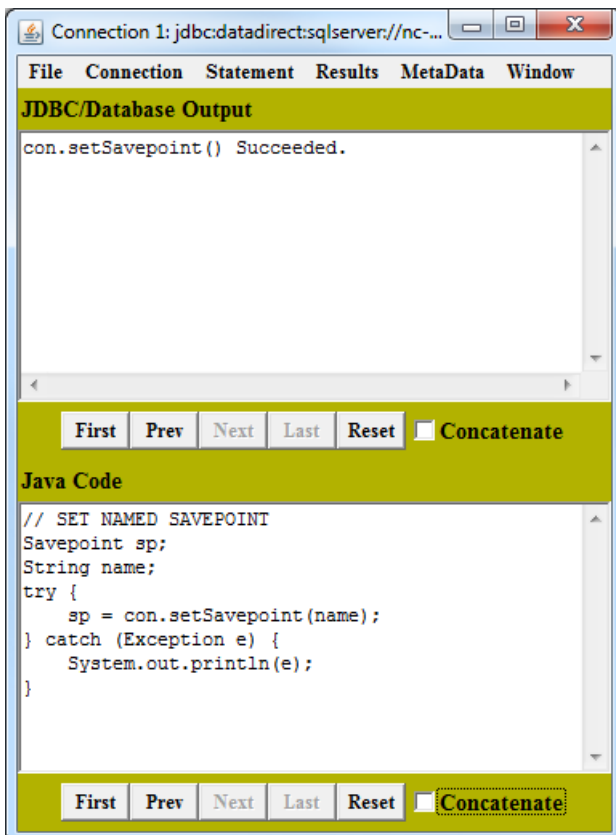 Connection 1: jdbc:datadirect:sqlserver://nc-...
File Connection Statement Results MetaData Window
JDBC/Database Output
con.setSavepoint() Succeeded.
First Prev Next Last Reset Concatenate
Java Code
// SET NAMED SAVEPOINT
Savepoint sp;
String name;
try {
    sp = con.setSavepoint(name);
} catch (Exception e) {
    System.out.println(e);
}
First Prev Next Last Reset Concatenate